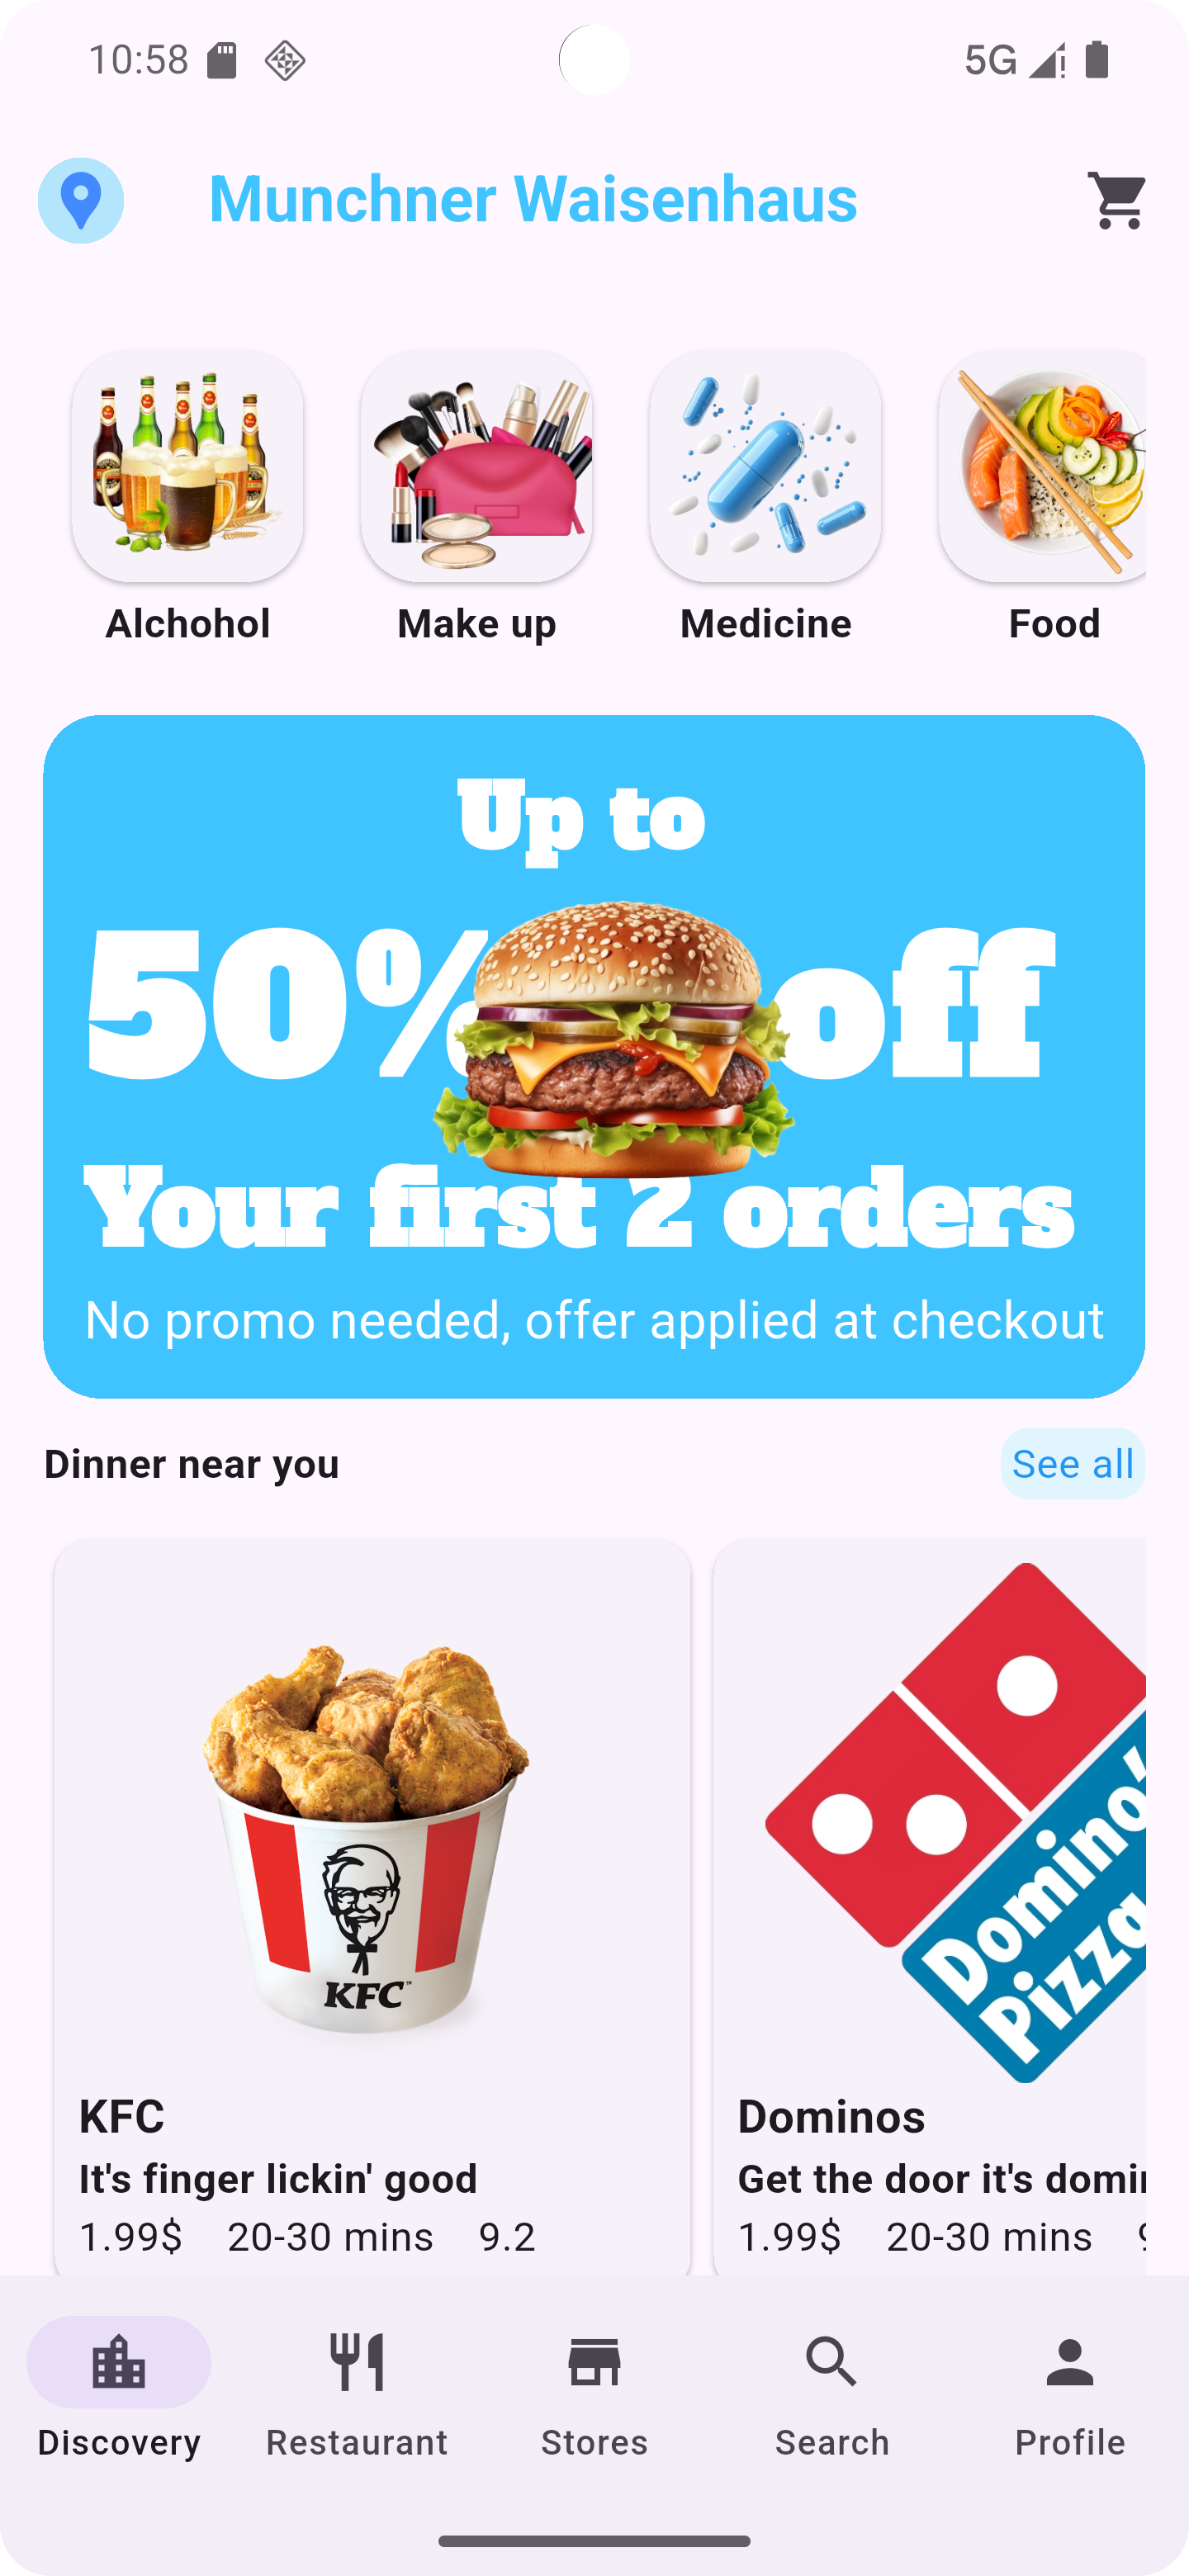 10:58 5G
Munchner Waisenhaus
Alchohol Make up Medicine Food
Up to
50% off
Your first 2 orders
No promo needed, offer applied at checkout
Dinner near you See all
KFC
Domino's
Pizza
KFC Dominos
It's finger lickin' good Get the door it's
1.99$ 20-30 mins 9.2 1.99$ 20-30 mins
Discovery Restaurant Stores Search Profile